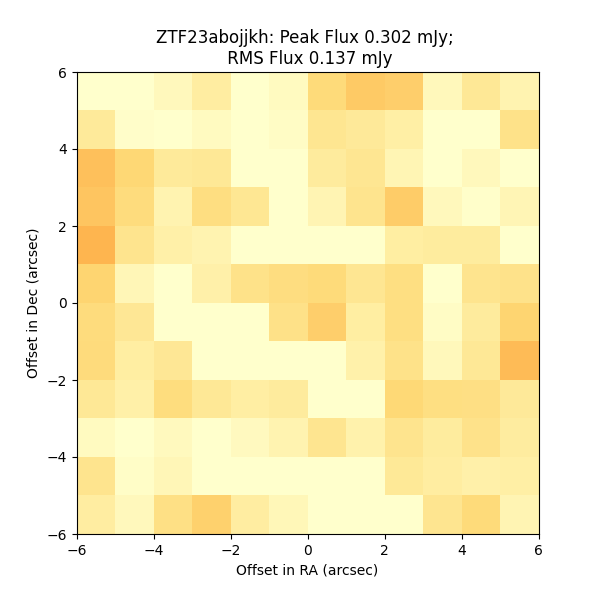 ZTF23abojjkh: Peak Flux 0.302 mJy;
RMS Flux 0.137 mJy
6
4
2
0
−2
−4
−6
Offset in Dec (arcsec)
−6 −4 −2 0 2 4 6
Offset in RA (arcsec)